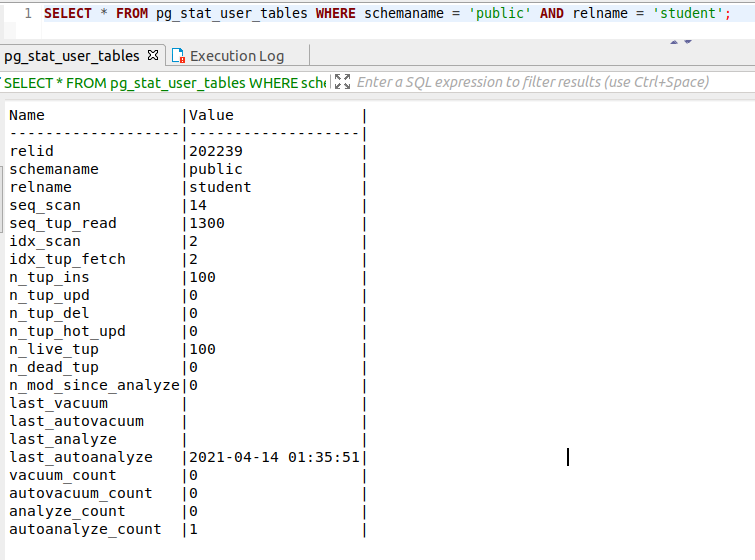 1 SELECT * FROM pg_stat_user_tables WHERE schemaname = 'public' AND relname = 'student';
pg_stat_user_tables Execution Log
SELECT * FROM pg_stat_user_tables WHERE sche Enter a SQL expression to filter results (use Ctrl+Space)
Name |Value |
-------------------|-------------------|
relid |202239 |
schemaname |public |
relname |student |
seq_scan |14 |
seq_tup_read |1300 |
idx_scan |2 |
idx_tup_fetch |2 |
n_tup_ins |100 |
n_tup_upd |0 |
n_tup_del |0 |
n_tup_hot_upd |0 |
n_live_tup |100 |
n_dead_tup |0 |
n_mod_since_analyze|0 |
last_vacuum | |
last_autovacuum | |
last_analyze | |
last_autoanalyze |2021-04-14 01:35:51|
vacuum_count |0 |
autovacuum_count |0 |
analyze_count |0 |
autoanalyze_count |1 |